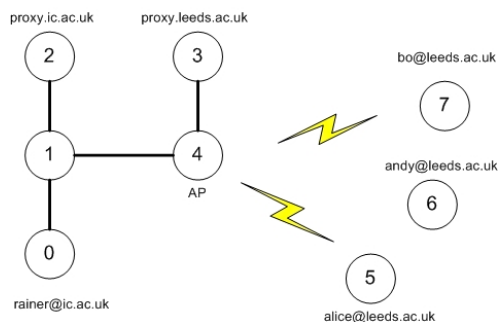 proxy.ic.ac.uk
proxy.leeds.ac.uk
2
3
bo@leeds.ac.uk
7
1
4
andy@leeds.ac.uk
AP
6
0
5
rainer@ic.ac.uk
alice@leeds.ac.uk